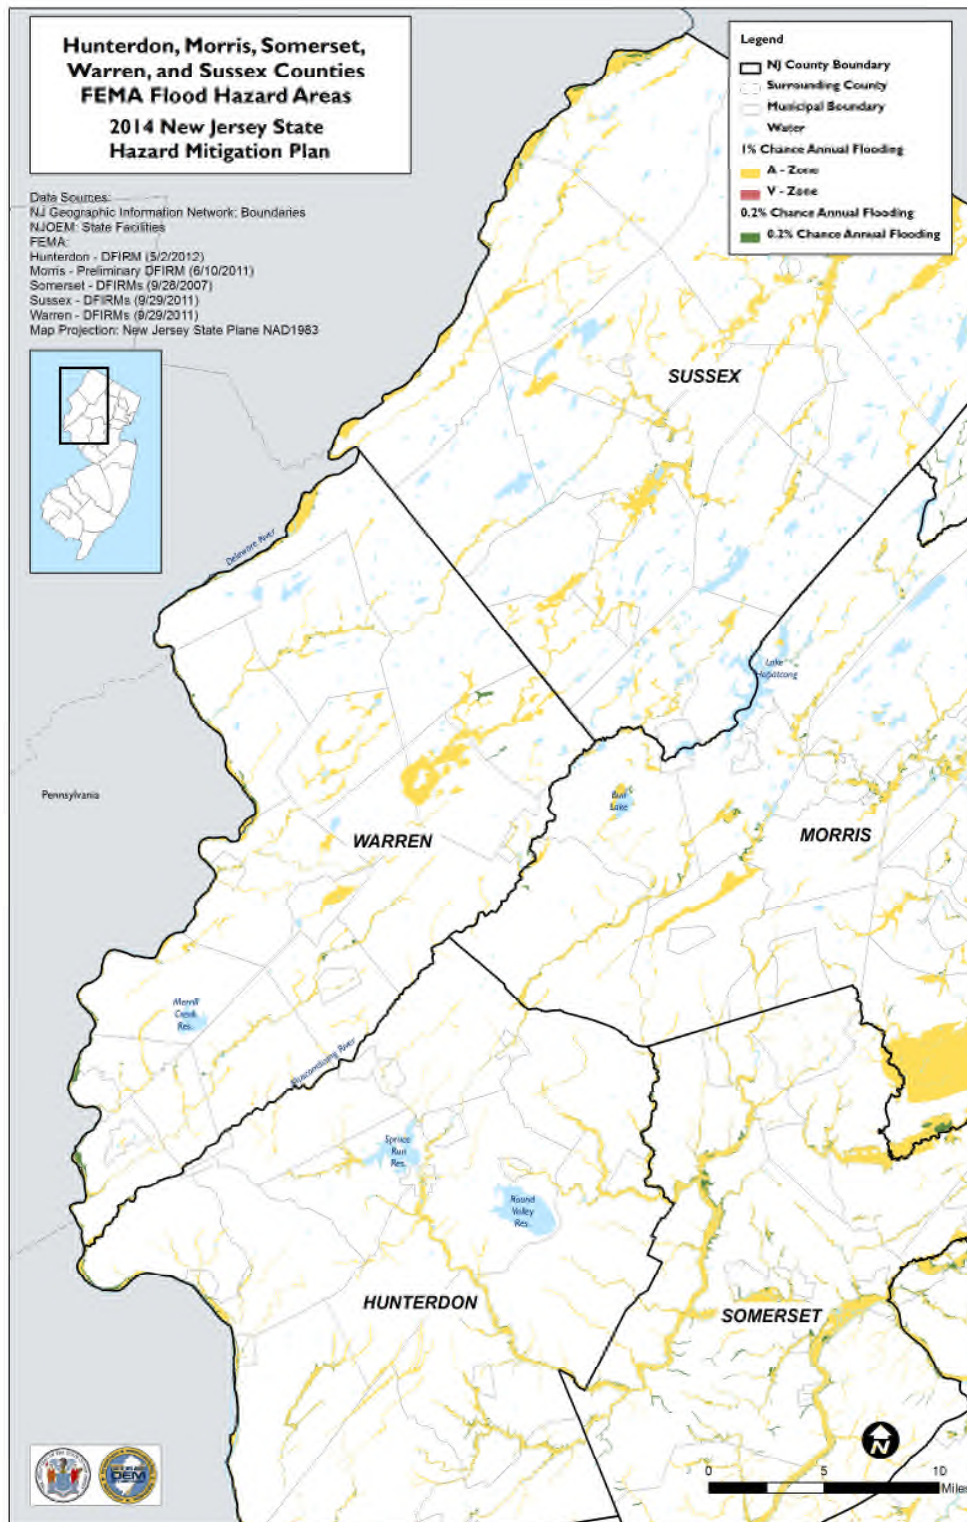 Hunterdon, Morris, Somerset,
Warren, and Sussex Counties
FEMA Flood Hazard Areas
2014 New Jersey State
Hazard Mitigation Plan
Data Sources:
NJ Geographic Information Network: Boundaries
NJOEM: State Facilities
FEMA:
Hunterdon - DFIRM (5/2/2012)
Morris - Preliminary DFIRM (6/10/2011)
Somerset - DFIRMs (9/28/2007)
Sussex - DFIRMs (9/29/2011)
Warren - DFIRMs (9/29/2011)
Map Projection: New Jersey State Plane NAD1983
Legend
NJ County Boundary
Surrounding County
Municipal Boundary
Water
1% Chance Annual Flooding
A - Zone
V - Zone
0.2% Chance Annual Flooding
0.2% Chance Annual Flooding
SUSSEX
Delaware River
Lake
Hopatcong
Pennsylvania
Bud
Lake
WARREN
MORRIS
Merrill
Creek
Res.
Musconetcong River
Spruce
Run
Res.
Round
Valley
Res.
HUNTERDON
SOMERSET
OEM
N
0 5 10
Miles